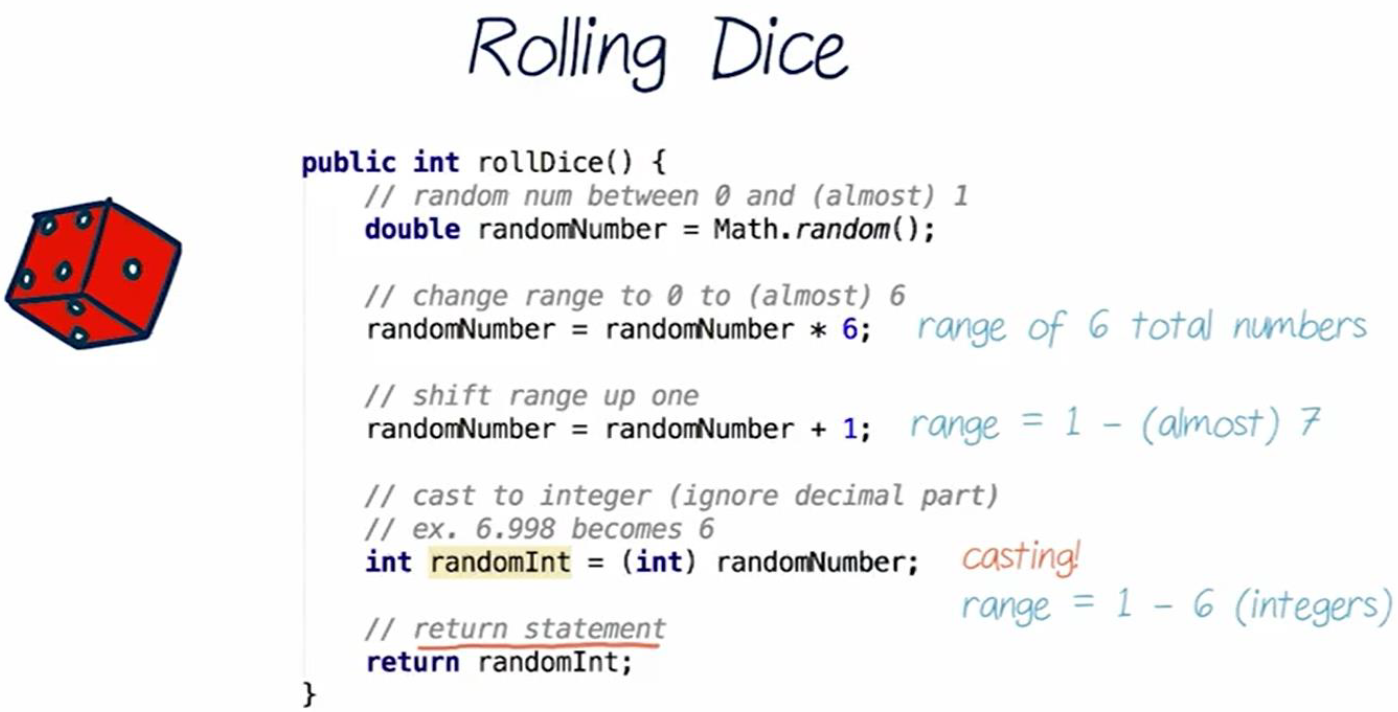 Rolling Dice
public int rollDice() {
// random num between 0 and (almost) 1
double randomNumber = Math.random();
// change range to 0 to (almost) 6
randomNumber = randomNumber * 6; range of 6 total numbers
// shift range up one
randomNumber = randomNumber + 1; range = 1 - (almost) 7
// cast to integer (ignore decimal part)
// ex. 6.998 becomes 6
int randomInt = (int) randomNumber; casting!
range = 1 - 6 (integers)
// return statement
return randomInt;
}